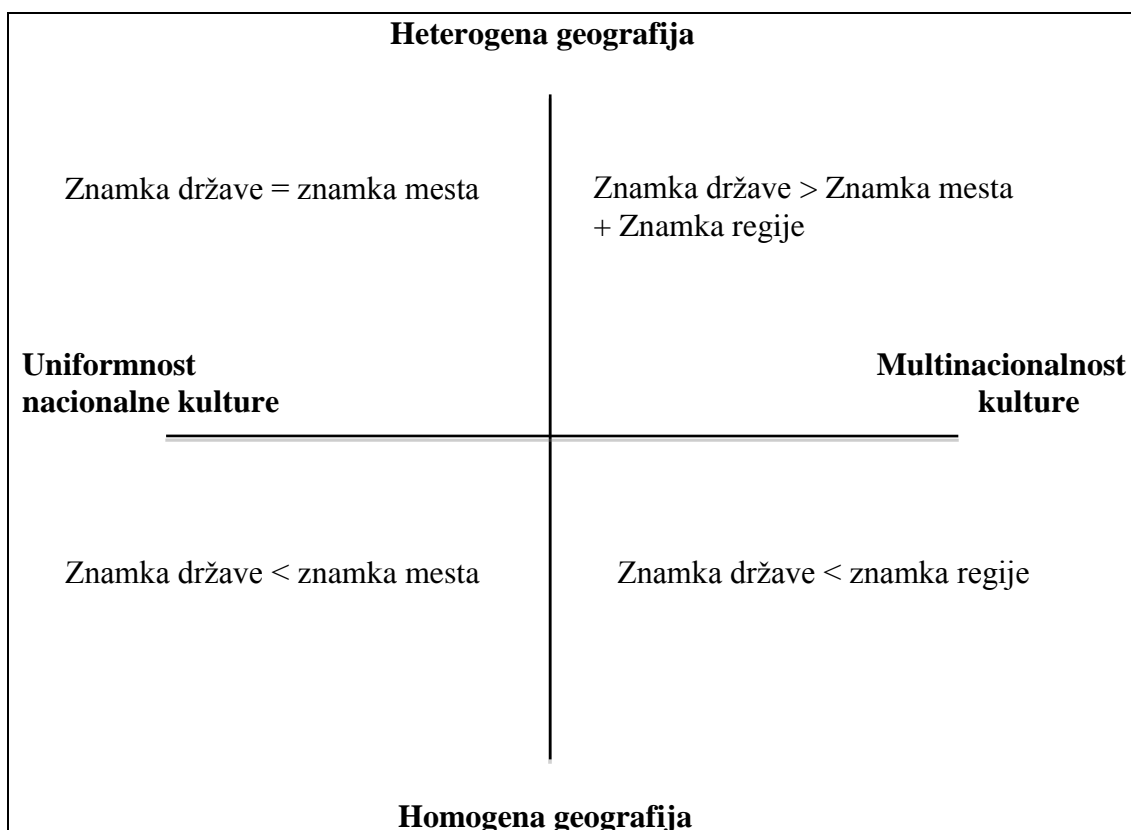 Heterogena geografija
Znamka države = znamka mesta
Znamka države > Znamka mesta
+ Znamka regije
Uniformnost
nacionalne kulture
Multinacionalnost
kulture
Znamka države < znamka mesta
Znamka države < znamka regije
Homogena geografija